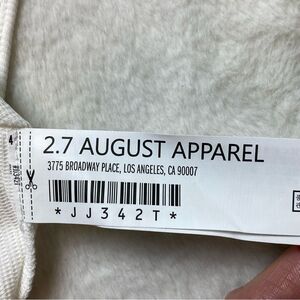 2.7 AUGUST APPAREL
3775 BROADWAY PLACE, LOS ANGELES, CA 90007
*JJ342T*